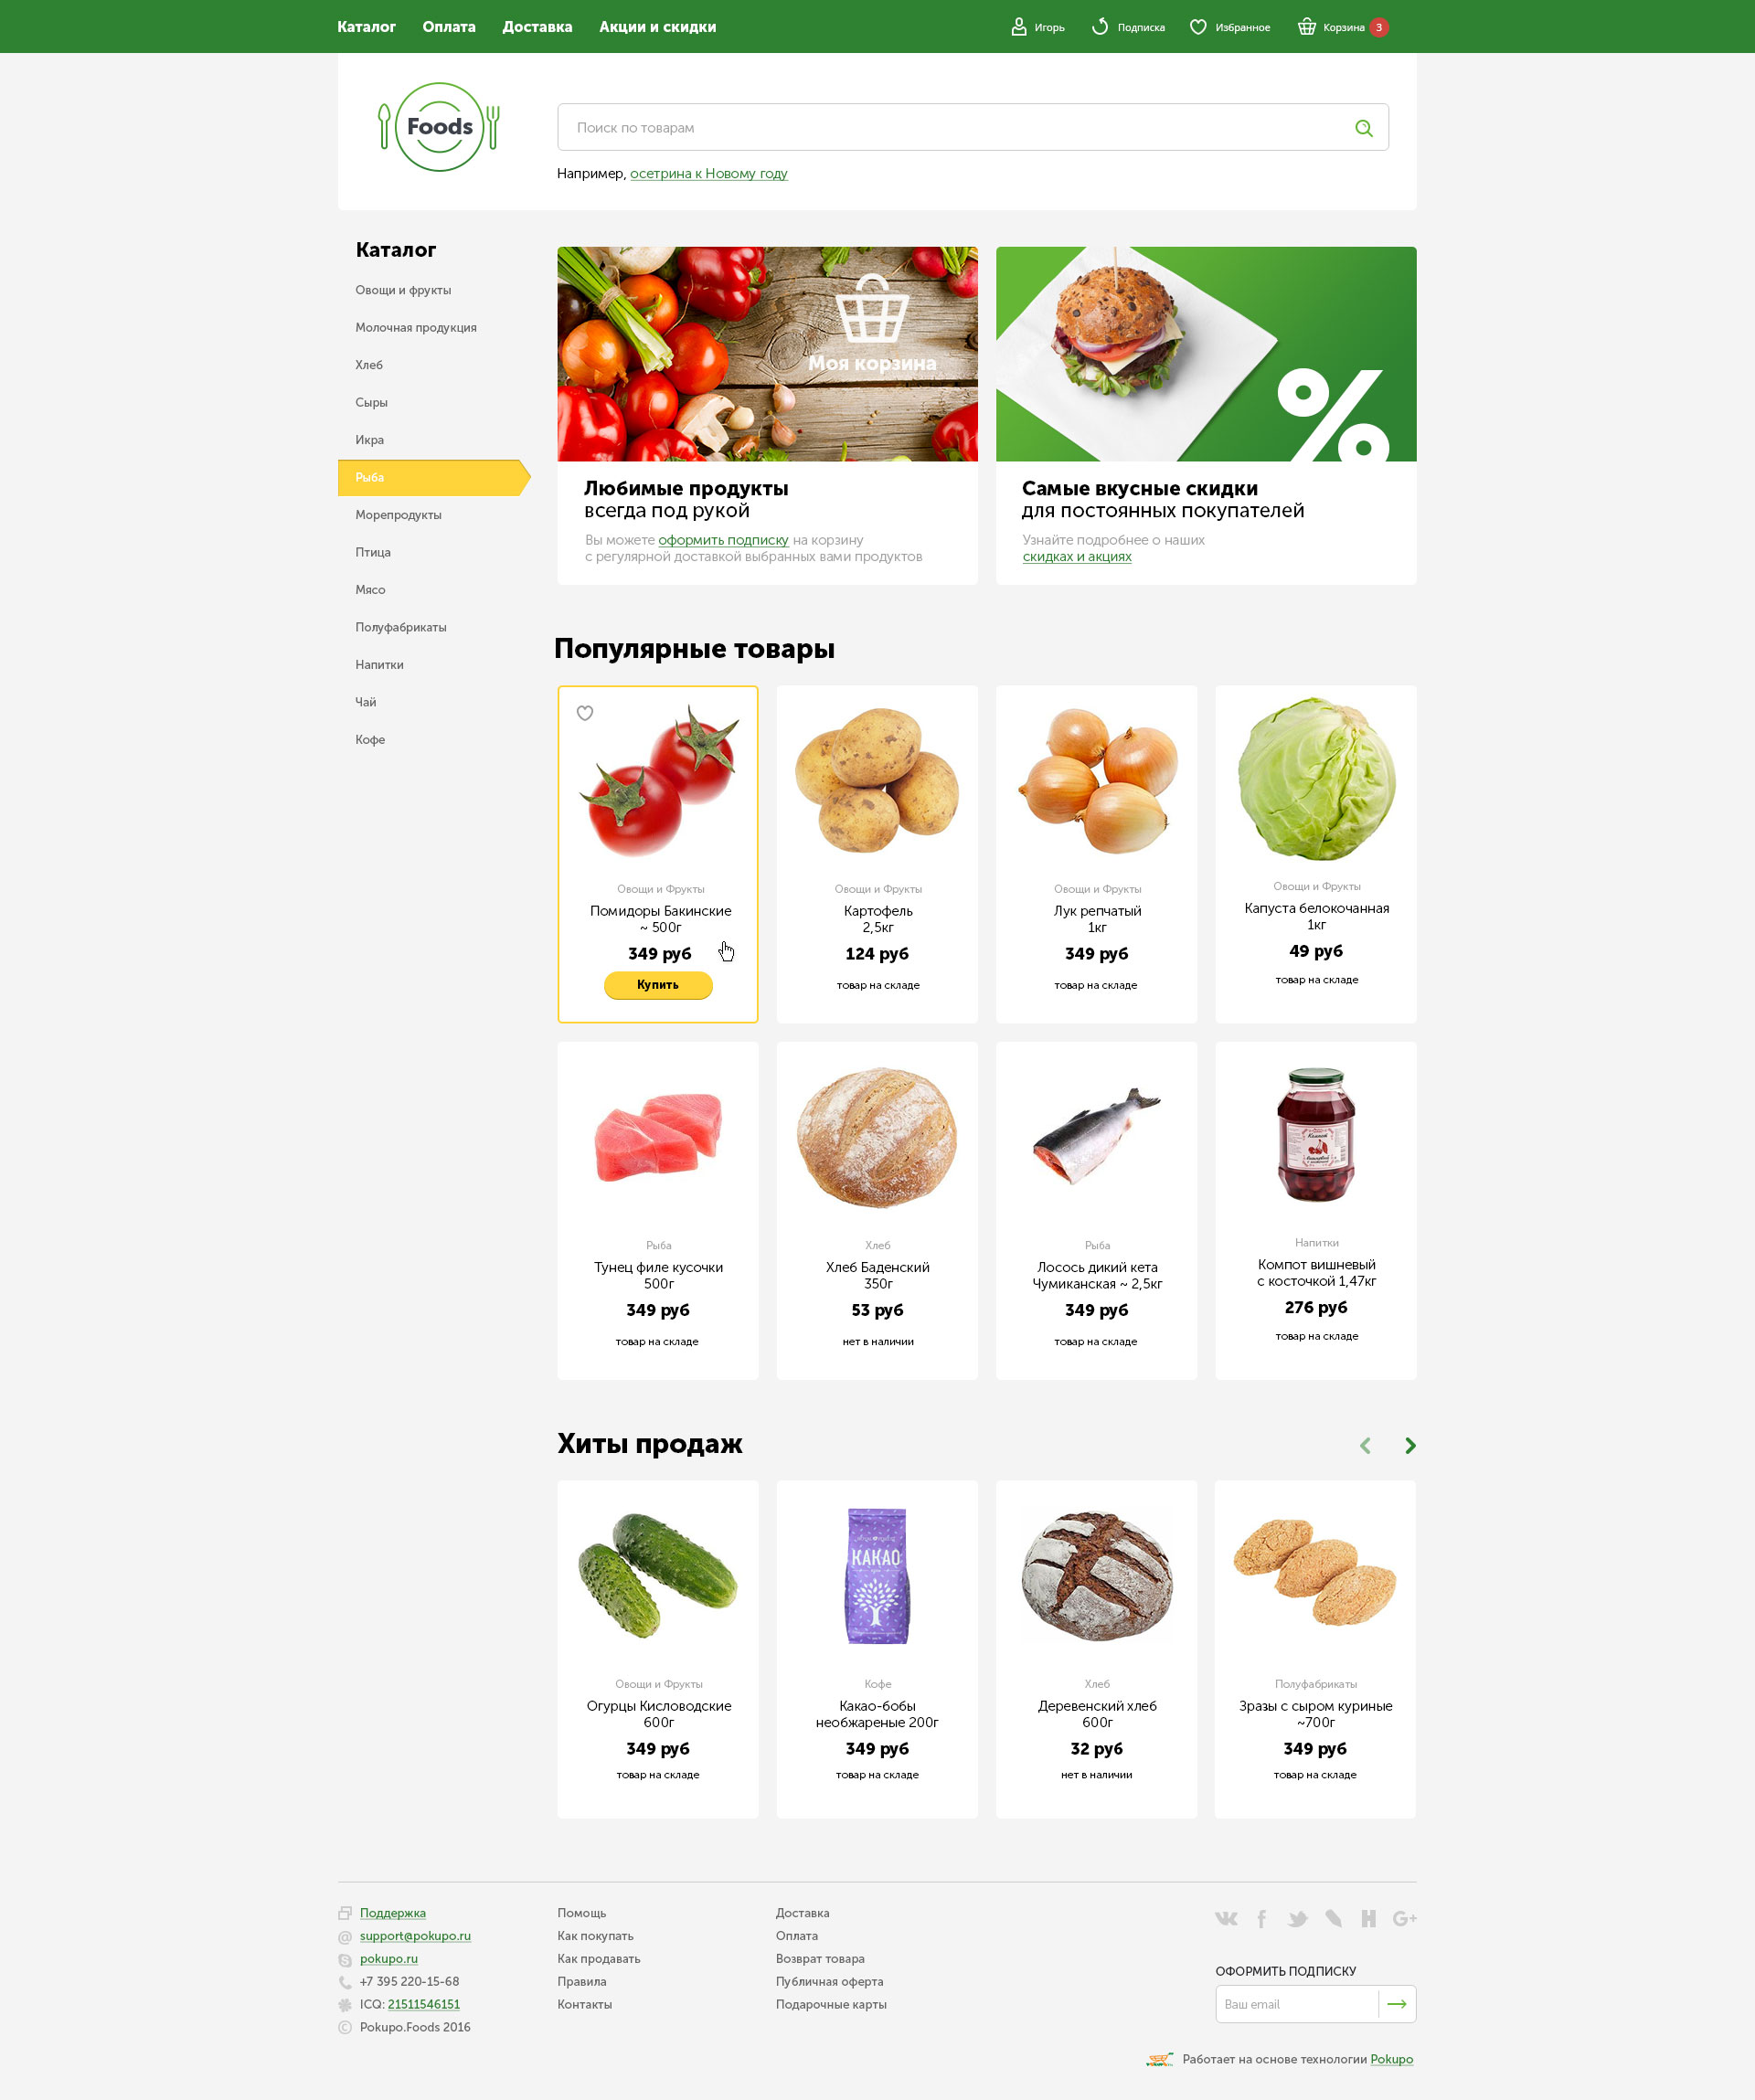 Каталог Оплата Доставка Акции и скидки Игорь Подписка Избранное Корзина 3
Foods
Поиск по товарам
Например, осетрина к Новому году
Каталог
Овощи и фрукты
Молочная продукция
Хлеб
Сыры
Икра
Рыба
Морепродукты
Птица
Мясо
Полуфабрикаты
Напитки
Чай
Кофе
Моя корзина
Любимые продукты
всегда под рукой
Вы можете оформить подписку на корзину
с регулярной доставкой выбранных вами продуктов
%
Самые вкусные скидки
для постоянных покупателей
Узнайте подробнее о наших
скидках и акциях
Популярные товары
Овощи и Фрукты
Помидоры Бакинские
~ 500г
349 руб
Купить
Овощи и Фрукты
Картофель
2,5кг
124 руб
товар на складе
Овощи и Фрукты
Лук репчатый
1кг
349 руб
товар на складе
Овощи и Фрукты
Капуста белокочанная
1кг
49 руб
товар на складе
Рыба
Тунец филе кусочки
500г
349 руб
товар на складе
Хлеб
Хлеб Баденский
350г
53 руб
нет в наличии
Рыба
Лосось дикий кета
Чумиканская ~ 2,5кг
349 руб
товар на складе
Компот
Напитки
Компот вишневый
с косточкой 1,47кг
276 руб
товар на складе
Хиты продаж
Овощи и Фрукты
Огурцы Кисловодские
600г
349 руб
товар на складе
КАКАО
Кофе
Какао-бобы
необжареные 200г
349 руб
товар на складе
Хлеб
Деревенский хлеб
600г
32 руб
нет в наличии
Полуфабрикаты
Зразы с сыром куриные
~700г
349 руб
товар на складе
Поддержка
support@pokupo.ru
pokupo.ru
+7 395 220-15-68
ICQ: 21511546151
© Pokupo.Foods 2016
Помощь
Как покупать
Как продавать
Правила
Контакты
Доставка
Оплата
Возврат товара
Публичная оферта
Подарочные карты
G+
ОФОРМИТЬ ПОДПИСКУ
Ваш email
Работает на основе технологии Pokupo